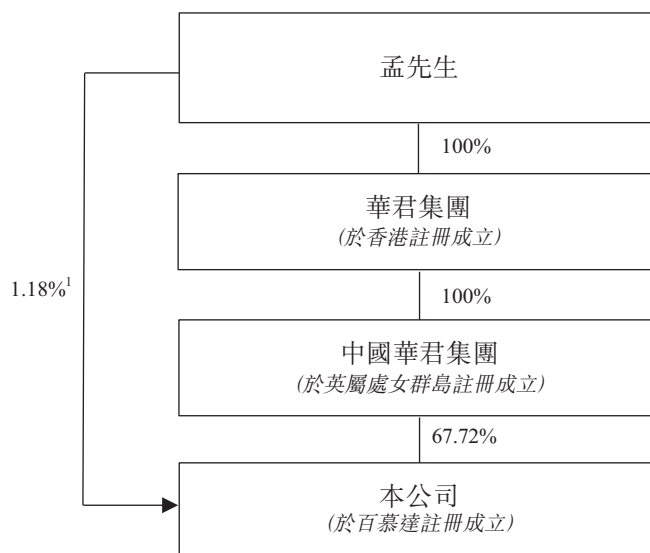 孟先生
100%
華君集團
(於香港註冊成立)
1.18%1
100%
中國華君集團
(於英屬處女群島註冊成立)
67.72%
本公司
(於百慕達註冊成立)